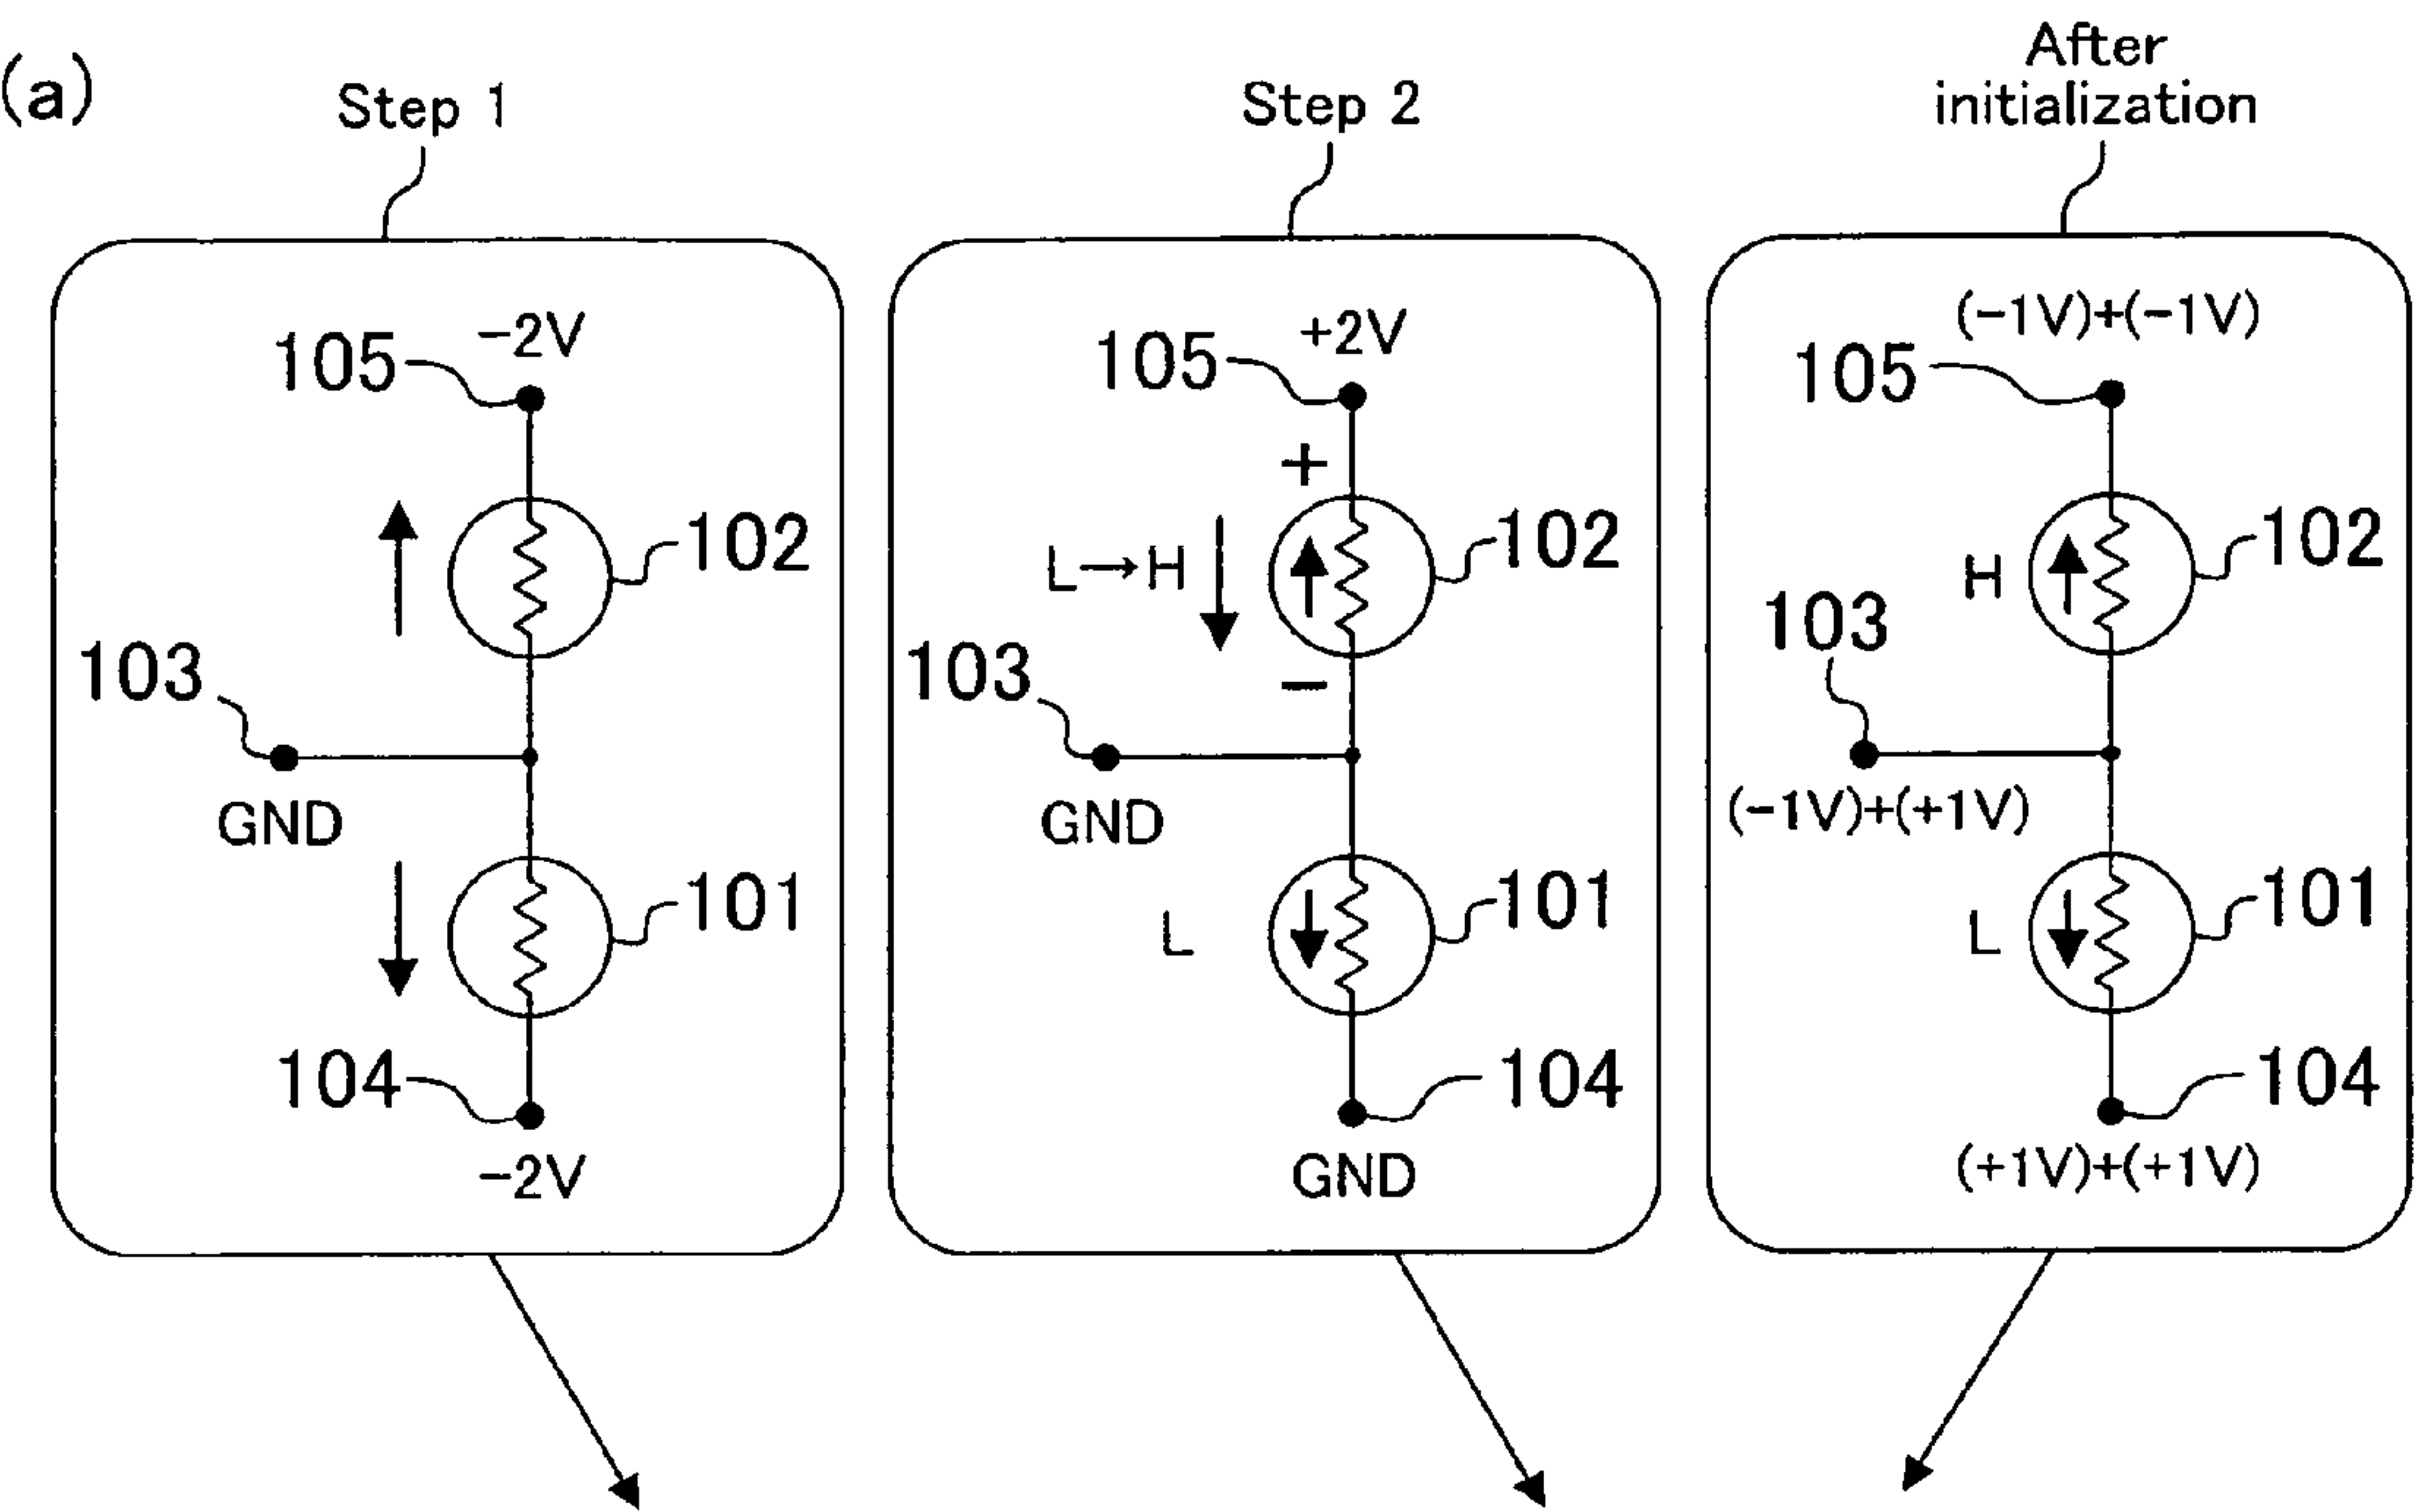 (a)
Step 1
Step 2
After
initialization
-2V
105
102
103
GND
101
104
-2V
+2V
105
+
L→H
102
103
−
GND
L
101
104
GND
(-1V)+(-1V)
105
H
102
103
(-1V)+(+1V)
L
101
104
(+1V)+(+1V)